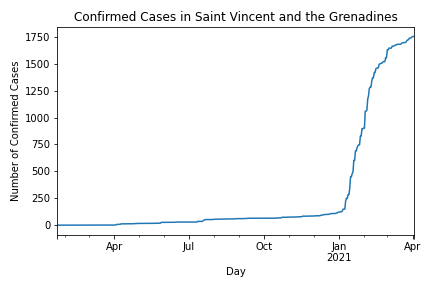 Confirmed Cases in Saint Vincent and the Grenadines
1750
1500
1250
1000
750
500
250
0
Number of Confirmed Cases
Apr Jul Oct Jan Apr
2021
Day